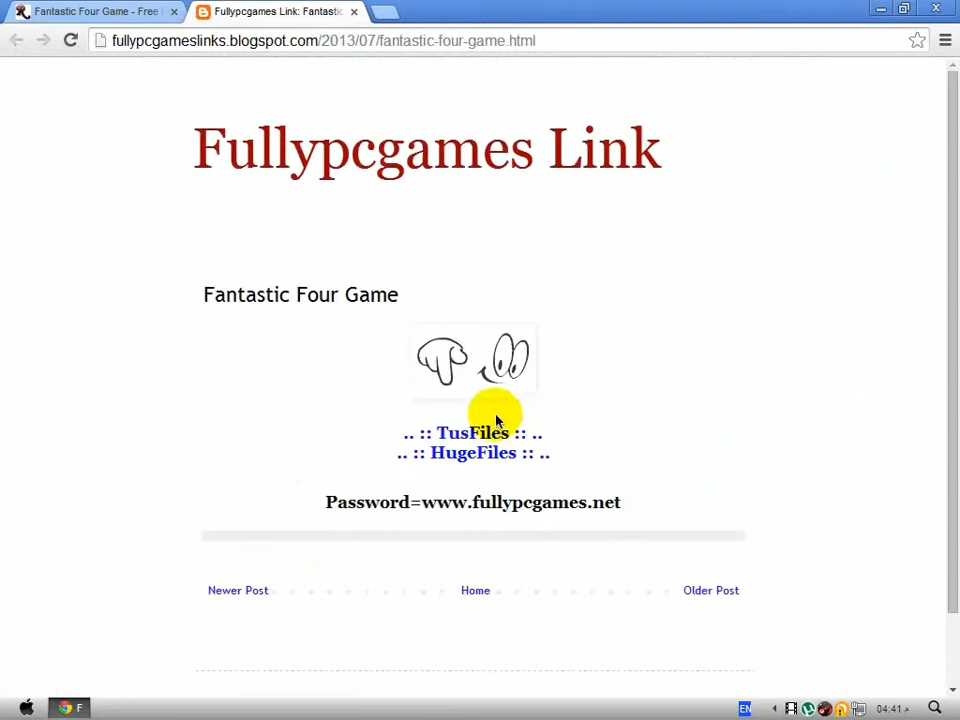 Fantastic Four Game - Free
Fullypcgames Link: Fantastic
fullypcgameslinks.blogspot.com/2013/07/fantastic-four-game.html
Fullypcgames Link
Fantastic Four Game
.. :: TusFiles :: ..
.. :: HugeFiles :: ..
Password=www.fullypcgames.net
Newer Post
Home
Older Post
F
EN
04:41 م